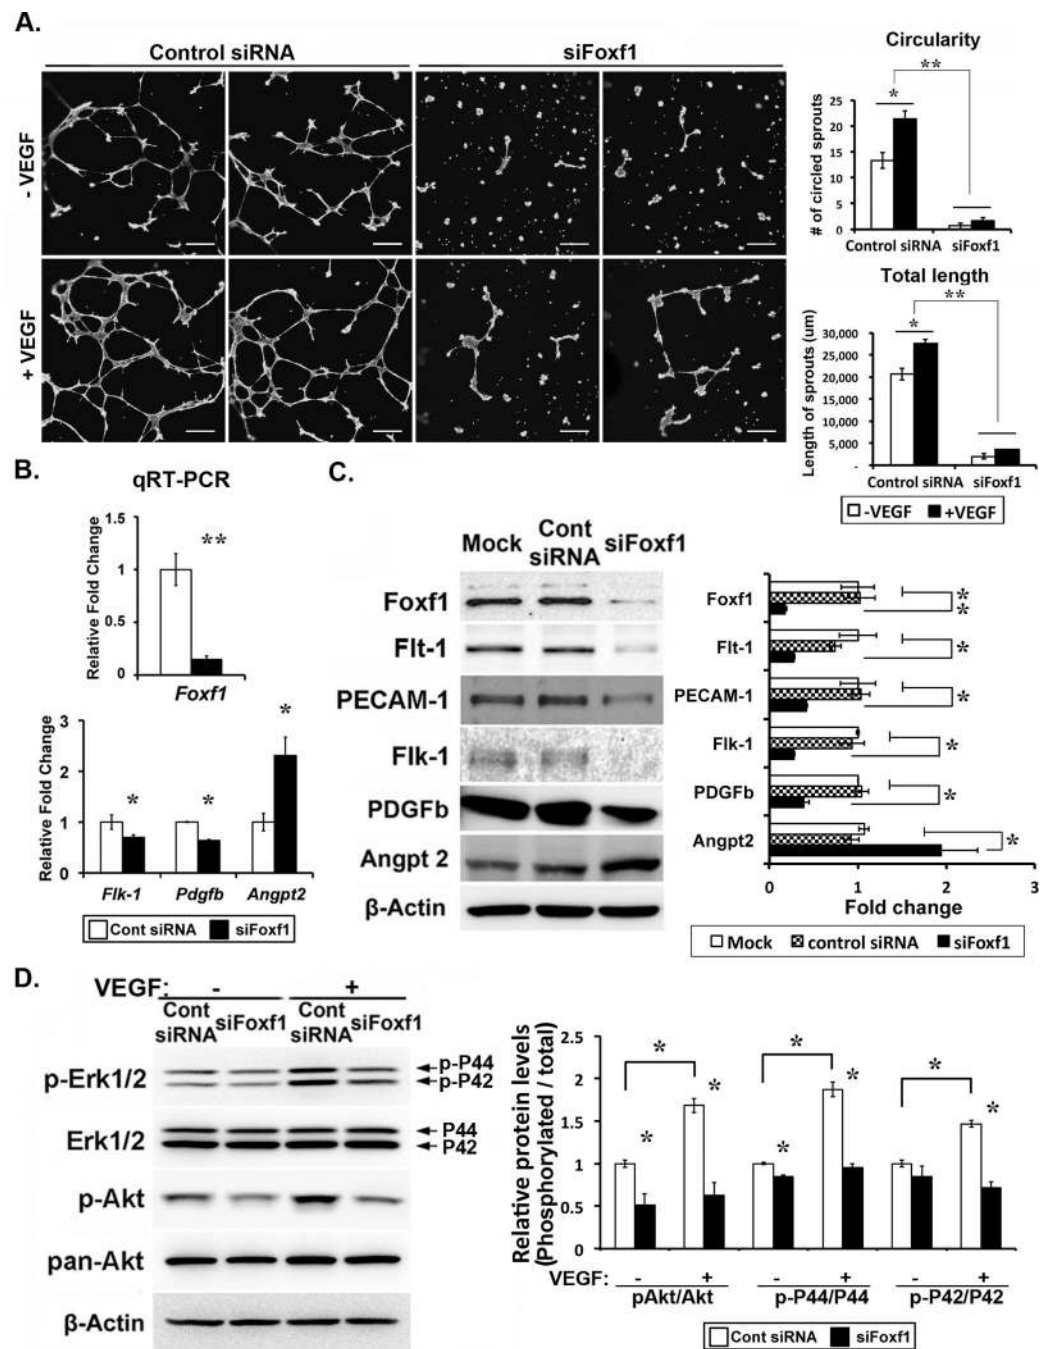 A.
Control siRNA
siFoxf1
- VEGF
+ VEGF
Circularity
**
*
# of circled sprouts
25
20
15
10
5
0
Control siRNA siFoxf1
Total length
**
*
Length of sprouts (um)
30,000
25,000
20,000
15,000
10,000
5,000
-
Control siRNA siFoxf1
-VEGF +VEGF
B.
qRT-PCR
Relative Fold Change
1.5
1
0.5
0
**
Foxf1
Relative Fold Change
3
2
1
0
* * *
Flk-1 Pdgfb Angpt2
Cont siRNA siFoxf1
C.
Mock Cont siRNA siFoxf1
Foxf1
Flt-1
PECAM-1
Flk-1
PDGFb
Angpt 2
β-Actin
Foxf1 **
Flt-1 *
PECAM-1 *
Flk-1 *
PDGFb *
Angpt2 *
0 1 2 3
Fold change
Mock control siRNA siFoxf1
D.
VEGF: - +
Cont siRNA siFoxf1 Cont siRNA siFoxf1
p-Erk1/2
p-P44
p-P42
Erk1/2
P44
P42
p-Akt
pan-Akt
β-Actin
Relative protein levels
(Phosphorylated / total)
2.5
2
1.5
1
0.5
0
* * *
* * * * *
VEGF: - + - + - +
pAkt/Akt p-P44/P44 p-P42/P42
Cont siRNA siFoxf1